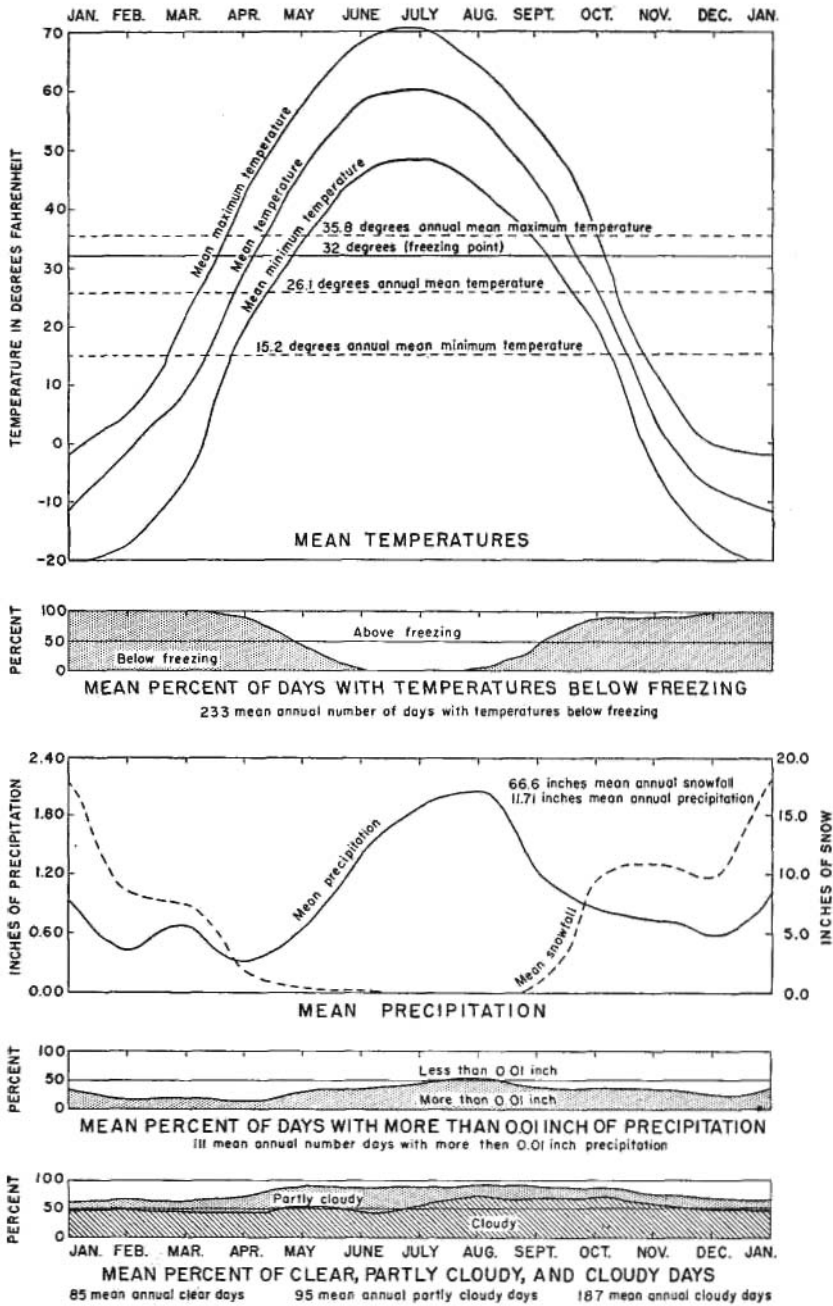 JAN. FEB. MAR. APR. MAY JUNE JULY AUG. SEPT. OCT. NOV. DEC. JAN.
70
60
50
40
30
20
10
0
-10
-20
TEMPERATURE IN DEGREES FAHRENHEIT
Mean maximum temperature
Mean temperature
Mean minimum temperature
35.8 degrees annual mean maximum temperature
32 degrees (freezing point)
26.1 degrees annual mean temperature
15.2 degrees annual mean minimum temperature
MEAN TEMPERATURES
PERCENT
100
50
0
Above freezing
Below freezing
MEAN PERCENT OF DAYS WITH TEMPERATURES BELOW FREEZING
233 mean annual number of days with temperatures below freezing
INCHES OF PRECIPITATION
2.40
1.80
1.20
0.60
0.00
66.6 inches mean annual snowfall
11.71 inches mean annual precipitation
Mean precipitation
Mean snowfall
20.0
15.0
10.0
5.0
0.0
INCHES OF SNOW
MEAN PRECIPITATION
PERCENT
100
50
0
Less than 0.01 inch
More than 0.01 inch
MEAN PERCENT OF DAYS WITH MORE THAN 0.01 INCH OF PRECIPITATION
111 mean annual number days with more then 0.01 inch precipitation
PERCENT
100
50
0
Partly cloudy
Cloudy
JAN. FEB. MAR. APR. MAY JUNE JULY AUG. SEPT. OCT. NOV. DEC. JAN.
MEAN PERCENT OF CLEAR, PARTLY CLOUDY, AND CLOUDY DAYS
85 mean annual clear days 95 mean annual partly cloudy days 187 mean annual cloudy days